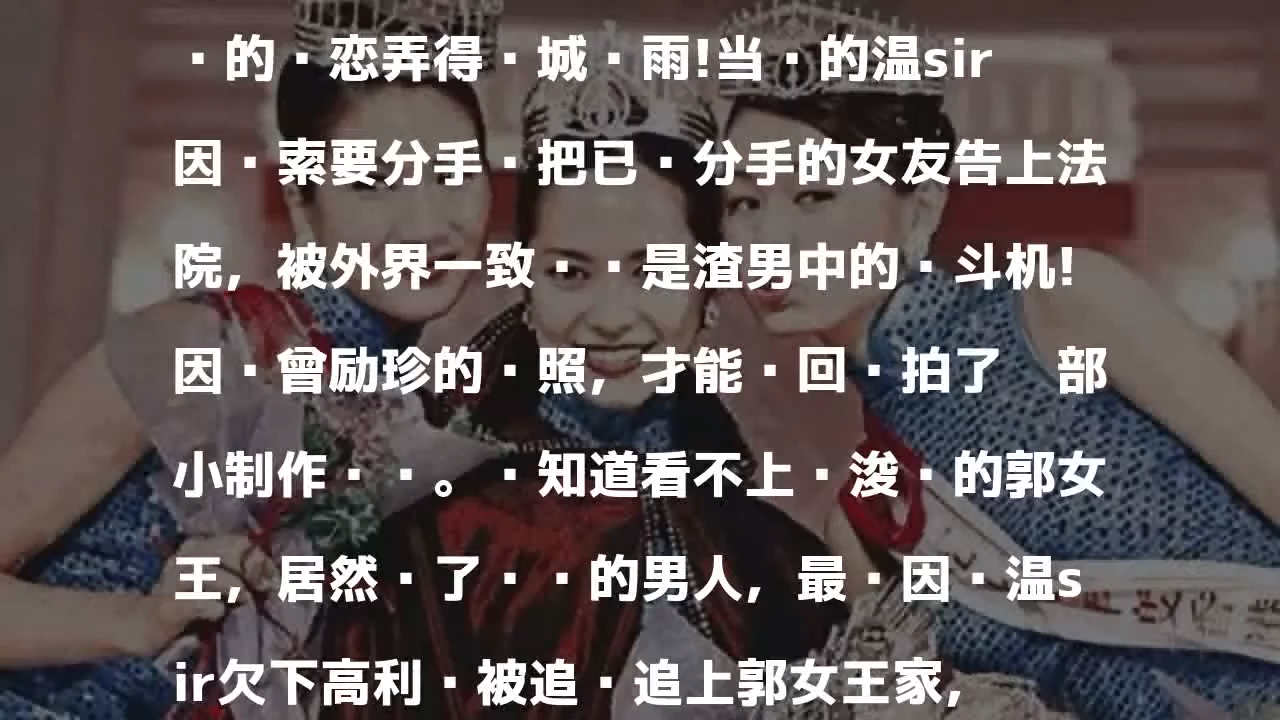 ▪的▪恋弄得▪城▪雨!当▪的温sir
因▪索要分手▪把已▪分手的女友告上法
院，被外界一致▪▪是渣男中的▪斗机!
因▪曾励珍的▪照，才能▪回▪拍了 部
小制作▪▪。▪知道看不上▪浚▪的郭女
王，居然▪了▪▪的男人，最▪因▪温s
ir欠下高利▪被追▪追上郭女王家,